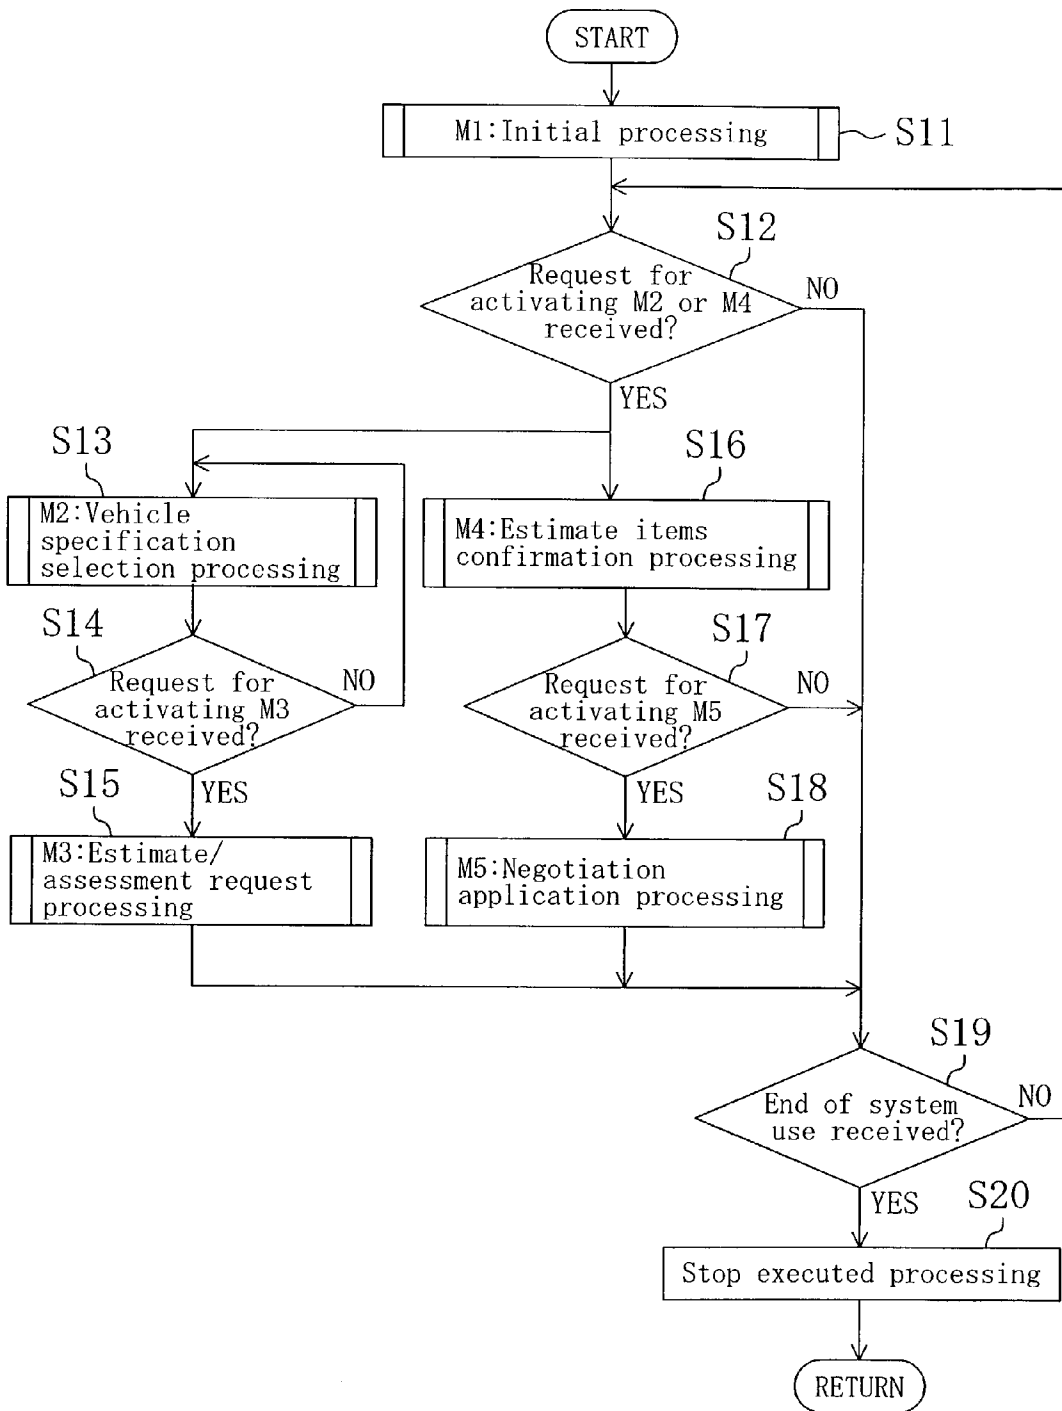 START
M1:Initial processing
S11
S12
Request for
activating M2 or M4
received?
NO
YES
S13
M2:Vehicle
specification
selection processing
S16
M4:Estimate items
confirmation processing
S14
Request for
activating M3
received?
NO
YES
S17
Request for
activating M5
received?
NO
YES
S15
M3:Estimate/
assessment request
processing
S18
M5:Negotiation
application processing
S19
End of system
use received?
NO
YES
S20
Stop executed processing
RETURN